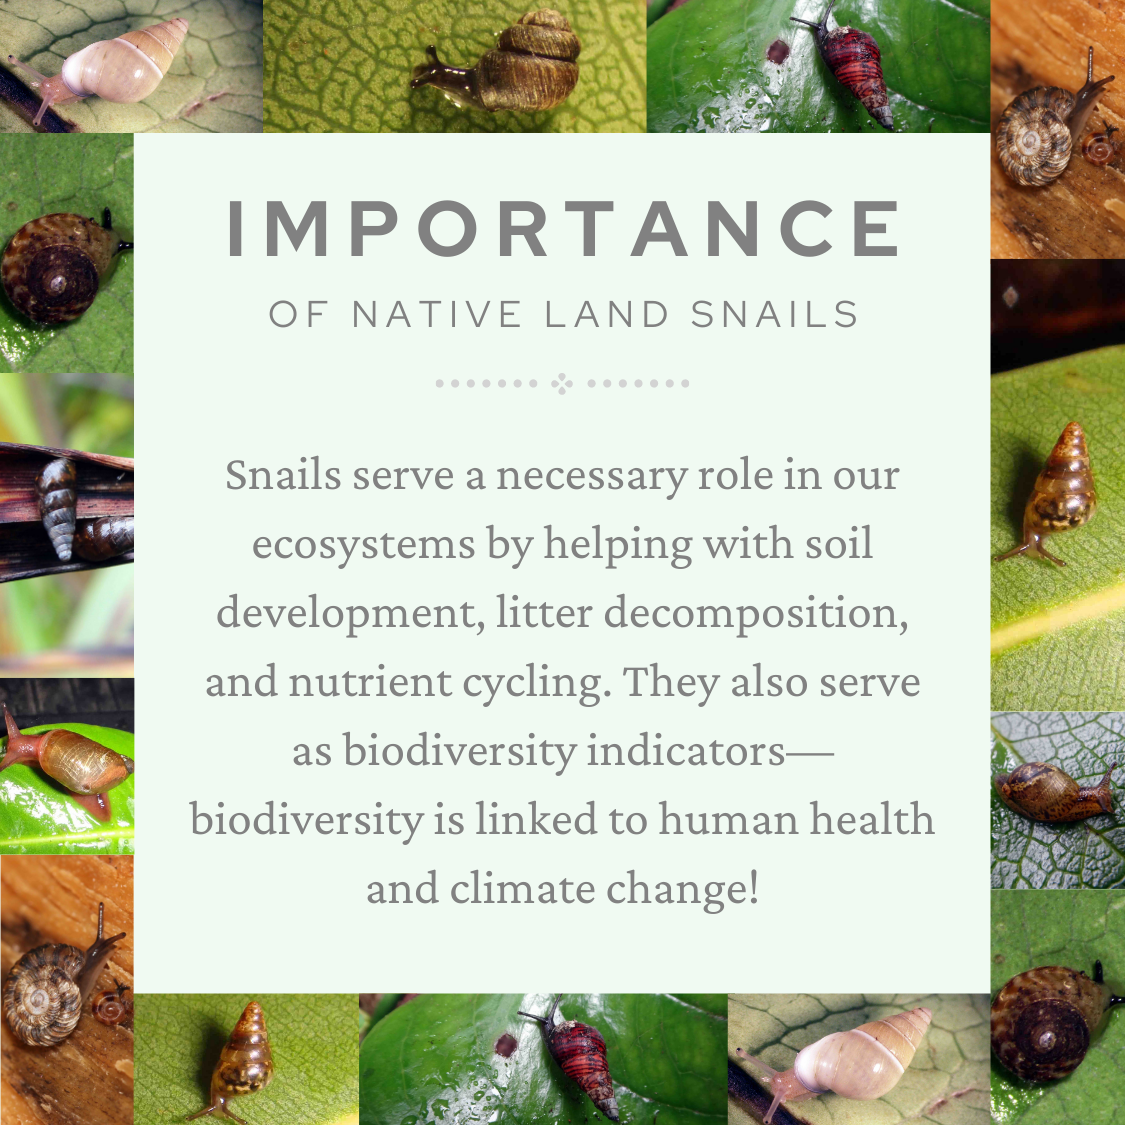 IMPORTANCE
OF NATIVE LAND SNAILS
Snails serve a necessary role in our
ecosystems by helping with soil
development, litter decomposition,
and nutrient cycling. They also serve
as biodiversity indicators—
biodiversity is linked to human health
and climate change!